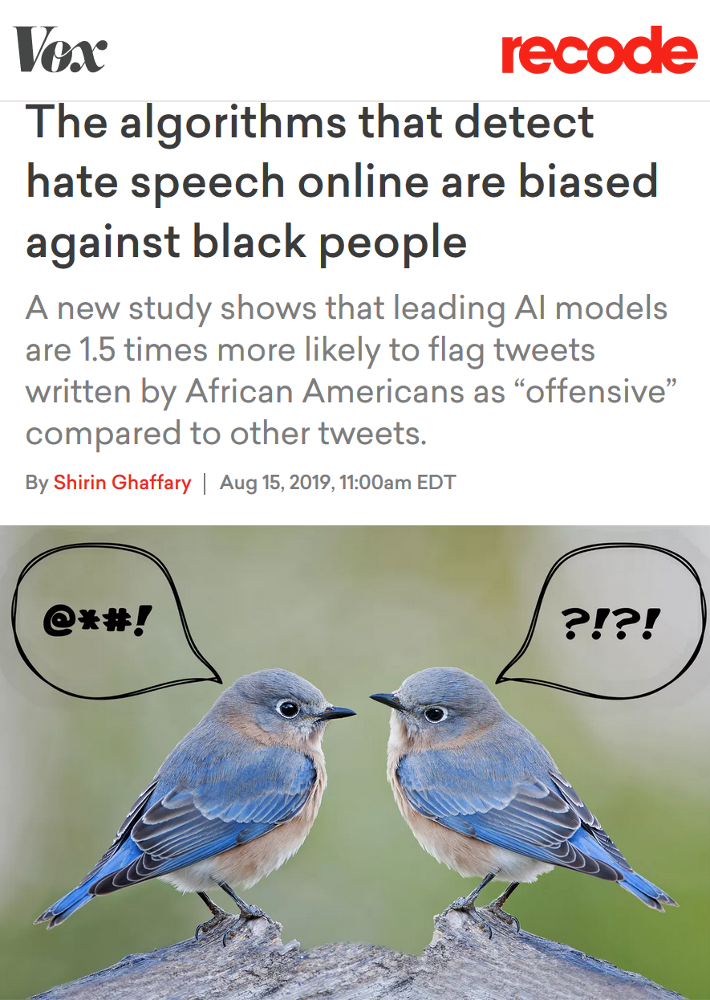 Vox recode
The algorithms that detect
hate speech online are biased
against black people
A new study shows that leading AI models
are 1.5 times more likely to flag tweets
written by African Americans as “offensive”
compared to other tweets.
By Shirin Ghaffary | Aug 15, 2019, 11:00am EDT
@*#! ?!?!